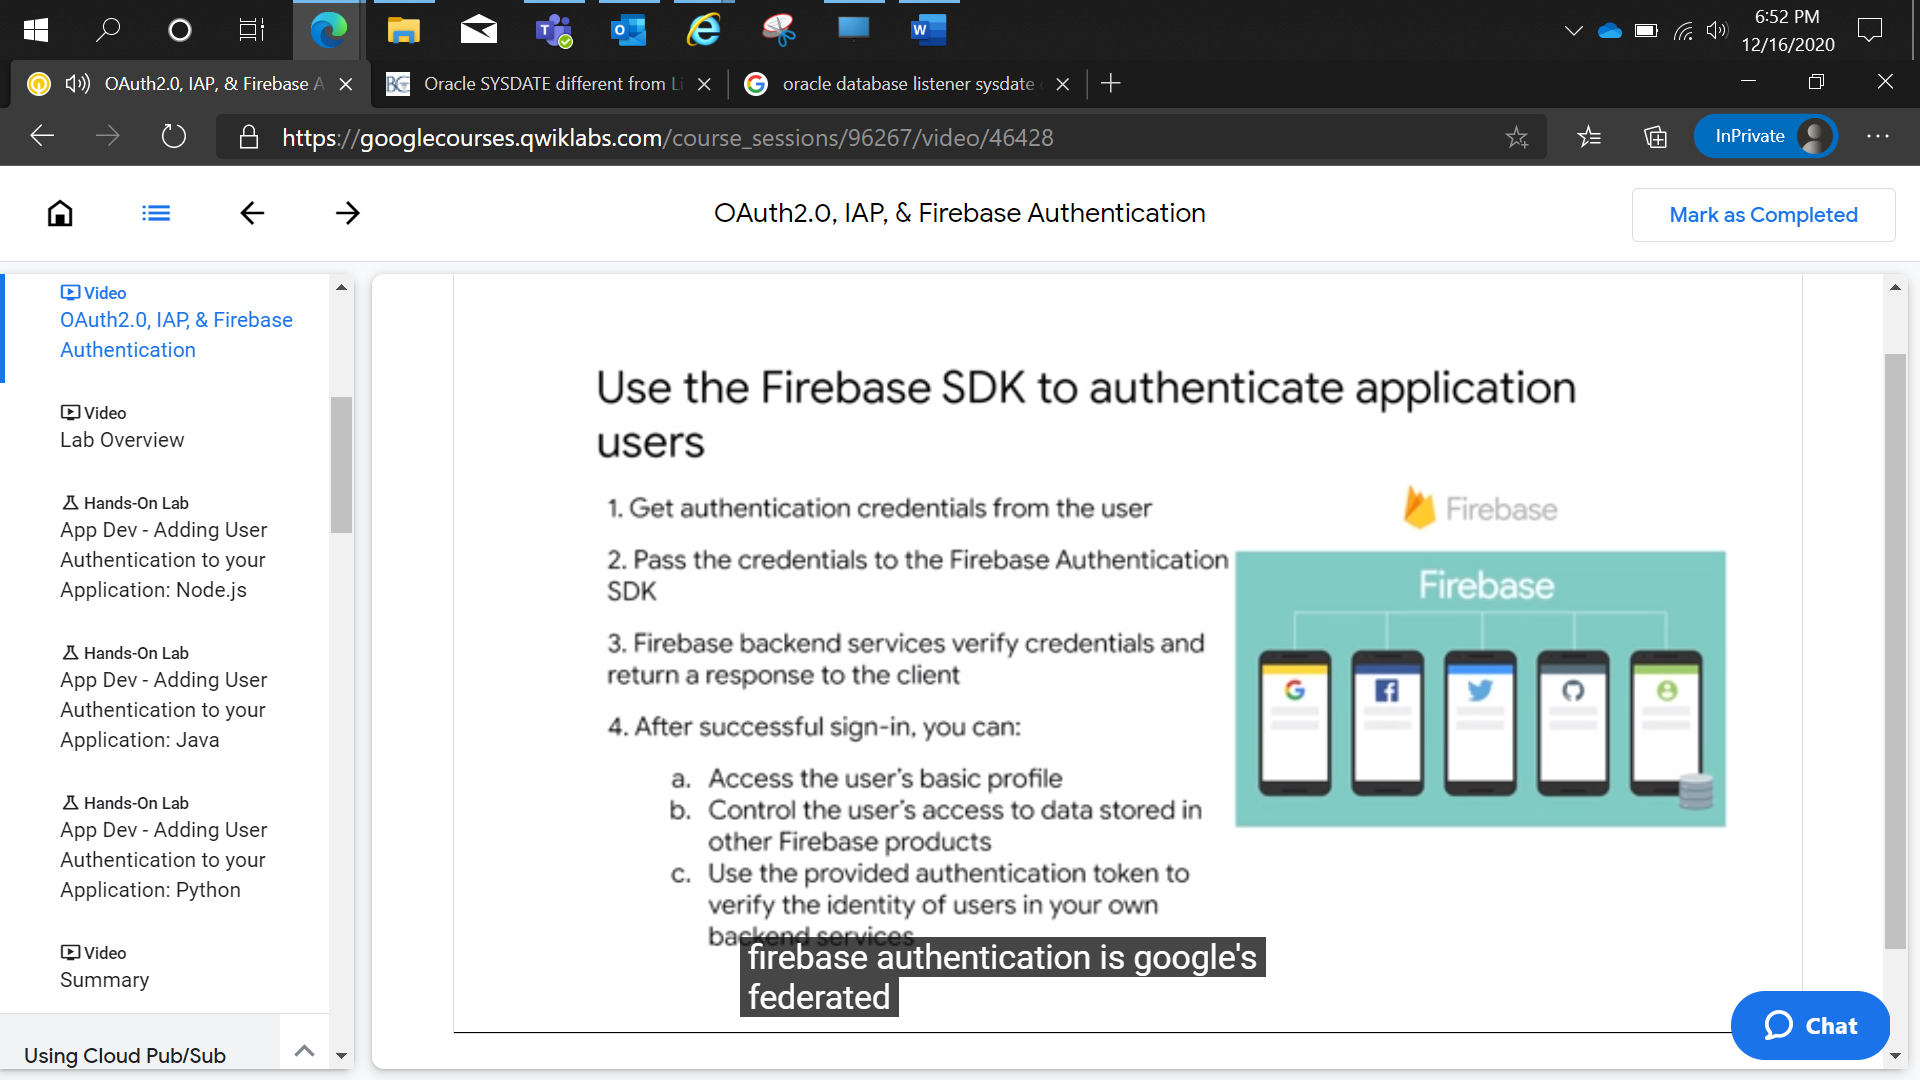 6:52 PM
12/16/2020
OAuth2.0, IAP, & Firebase A
BC
Oracle SYSDATE different from Li
oracle database listener sysdate
https://googlecourses.qwiklabs.com/course_sessions/96267/video/46428
InPrivate
OAuth2.0, IAP, & Firebase Authentication
Mark as Completed
Video
OAuth2.0, IAP, & Firebase
Authentication
Video
Lab Overview
Hands-On Lab
App Dev - Adding User
Authentication to your
Application: Node.js
Hands-On Lab
App Dev - Adding User
Authentication to your
Application: Java
Hands-On Lab
App Dev - Adding User
Authentication to your
Application: Python
Video
Summary
Using Cloud Pub/Sub
Use the Firebase SDK to authenticate application
users
1. Get authentication credentials from the user
2. Pass the credentials to the Firebase Authentication
SDK
3. Firebase backend services verify credentials and
return a response to the client
4. After successful sign-in, you can:
a. Access the user's basic profile
b. Control the user's access to data stored in
other Firebase products
c. Use the provided authentication token to
verify the identity of users in your own
backend services
Firebase
Firebase
firebase authentication is google's
federated
Chat